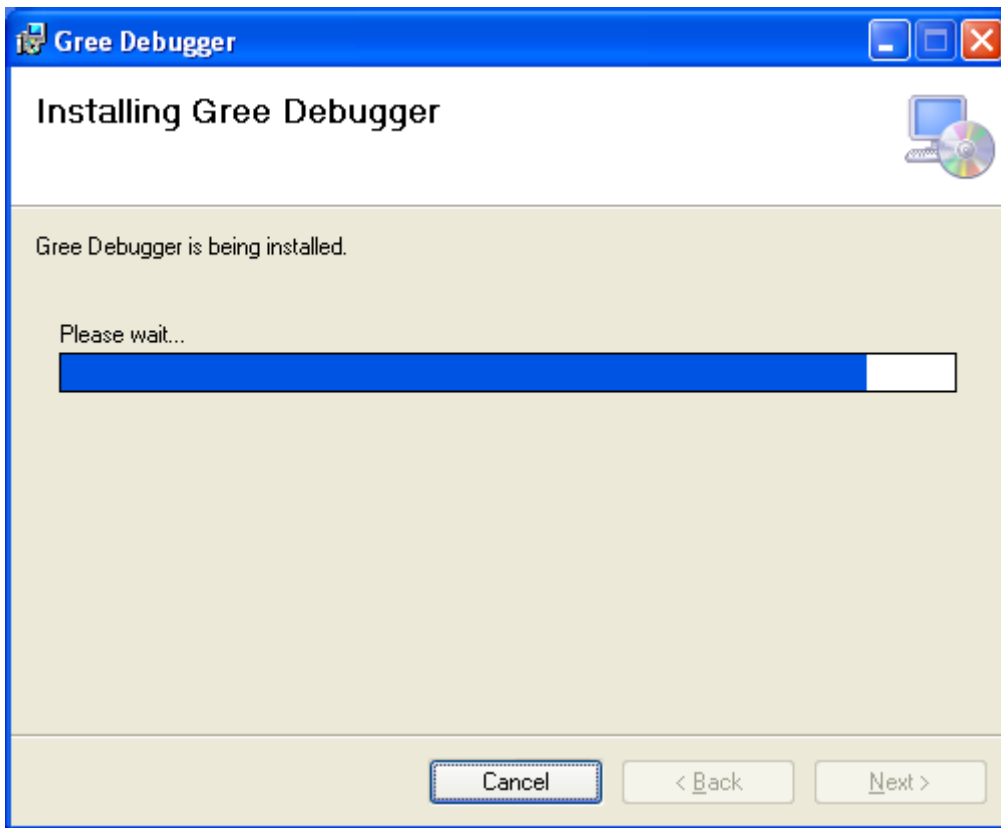 Gree Debugger
Installing Gree Debugger
Gree Debugger is being installed.
Please wait...
Cancel
< Back
Next >